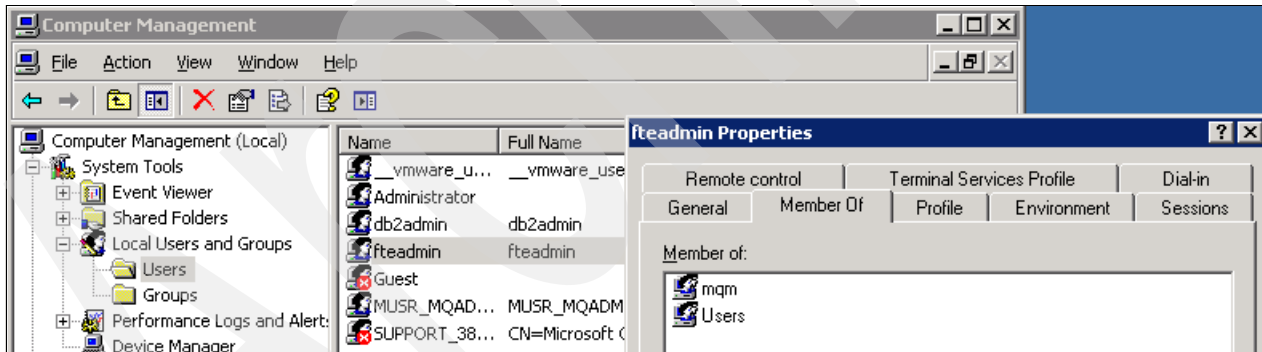 Computer Management
File Action View Window Help
Computer Management (Local)
System Tools
Event Viewer
Shared Folders
Local Users and Groups
Users
Groups
Performance Logs and Alert:
Device Manager
Name Full Name
__vmware_u... __vmware_use
Administrator
db2admin db2admin
fteadmin fteadmin
Guest
MUSR_MQAD... MUSR_MQADM
SUPPORT_38... CN=Microsoft C
fteadmin Properties
Remote control Terminal Services Profile Dial-in
General Member Of Profile Environment Sessions
Member of:
mqm
Users